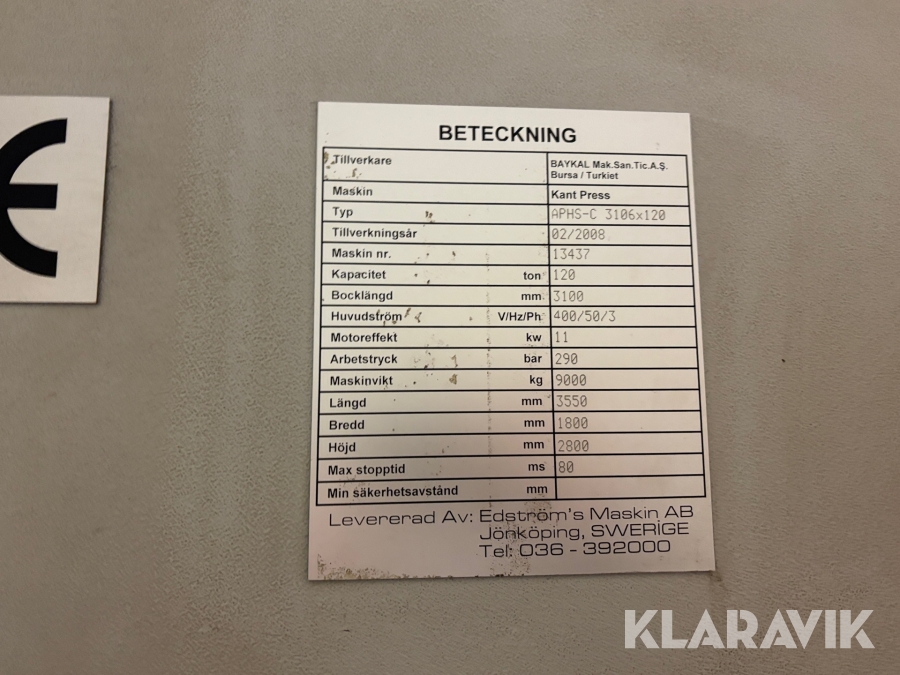 CE
BETECKNING
Tillverkare BAYKAL Mak.San.Tic.A.Ş.
Bursa / Turkiet
Maskin Kant Press
Typ APHS-C 3106x120
Tillverkningsår 02/2008
Maskin nr. 13437
Kapacitet ton 120
Bocklängd mm 3100
Huvudström V/Hz/Ph 400/50/3
Motoreffekt kw 11
Arbetstryck bar 290
Maskinvikt kg 9000
Längd mm 3550
Bredd mm 1800
Höjd mm 2800
Max stopptid ms 80
Min säkerhetsavstånd mm
Levererad Av: Edström's Maskin AB
Jönköping, SWERIGE
Tel: 036 - 392000
KLARAVIK